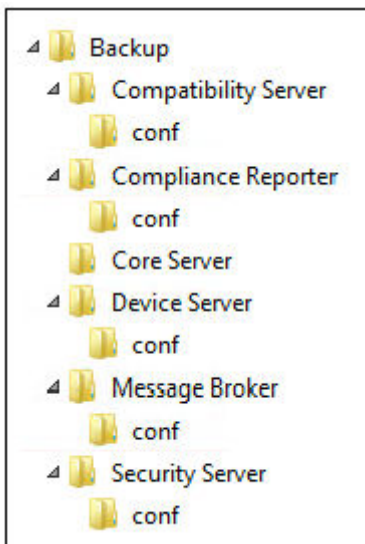 Backup
Compatibility Server
conf
Compliance Reporter
conf
Core Server
Device Server
conf
Message Broker
conf
Security Server
conf